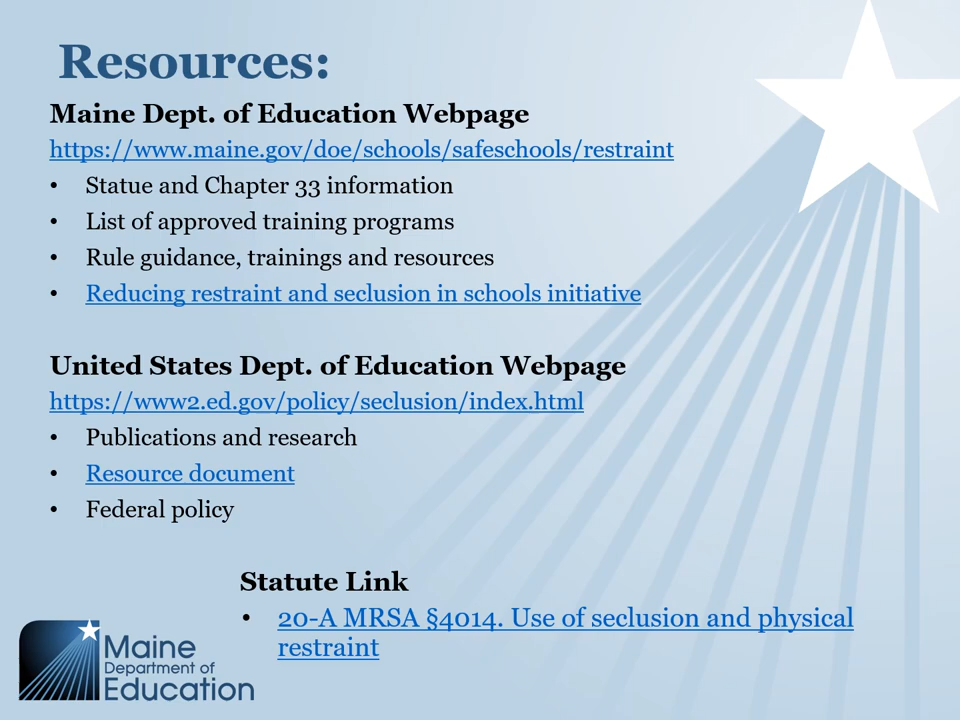 Resources:
Maine Dept. of Education Webpage
https://www.maine.gov/doe/schools/safeschools/restraint
• Statue and Chapter 33 information
• List of approved training programs
• Rule guidance, trainings and resources
• Reducing restraint and seclusion in schools initiative
United States Dept. of Education Webpage
https://www2.ed.gov/policy/seclusion/index.html
• Publications and research
• Resource document
• Federal policy
Statute Link
• 20-A MRSA §4014. Use of seclusion and physical
restraint
Maine
Department of
Education